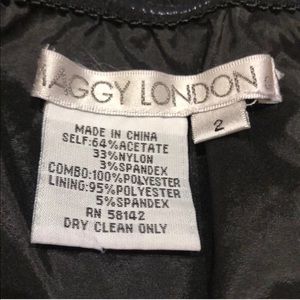 MAGGY LONDON
2
MADE IN CHINA
SELF:64%ACETATE
33%NYLON
3%SPANDEX
COMBO:100%POLYESTER
LINING:95%POLYESTER
5%SPANDEX
RN 58142
DRY CLEAN ONLY